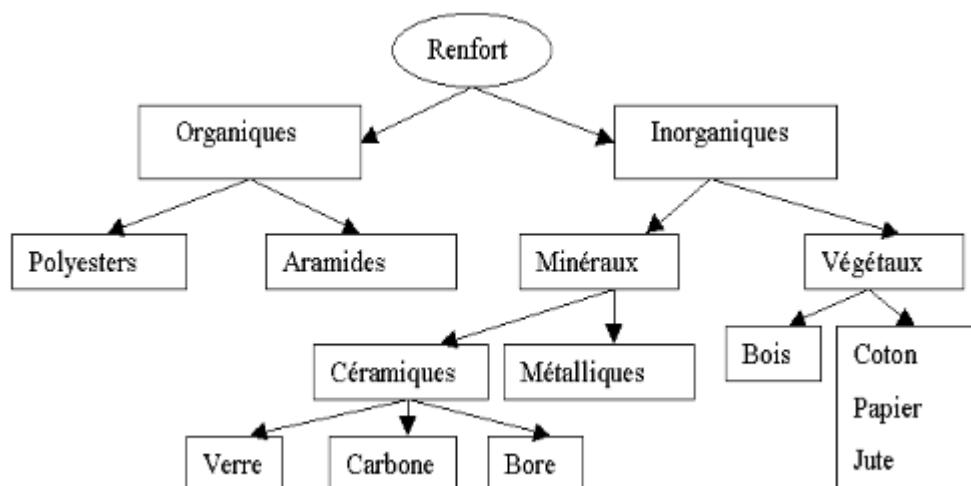 Renfort
Organiques
Inorganiques
Polyesters
Aramides
Minéraux
Végétaux
Céramiques
Métalliques
Bois
Coton
Papier
Jute
Verre
Carbone
Bore